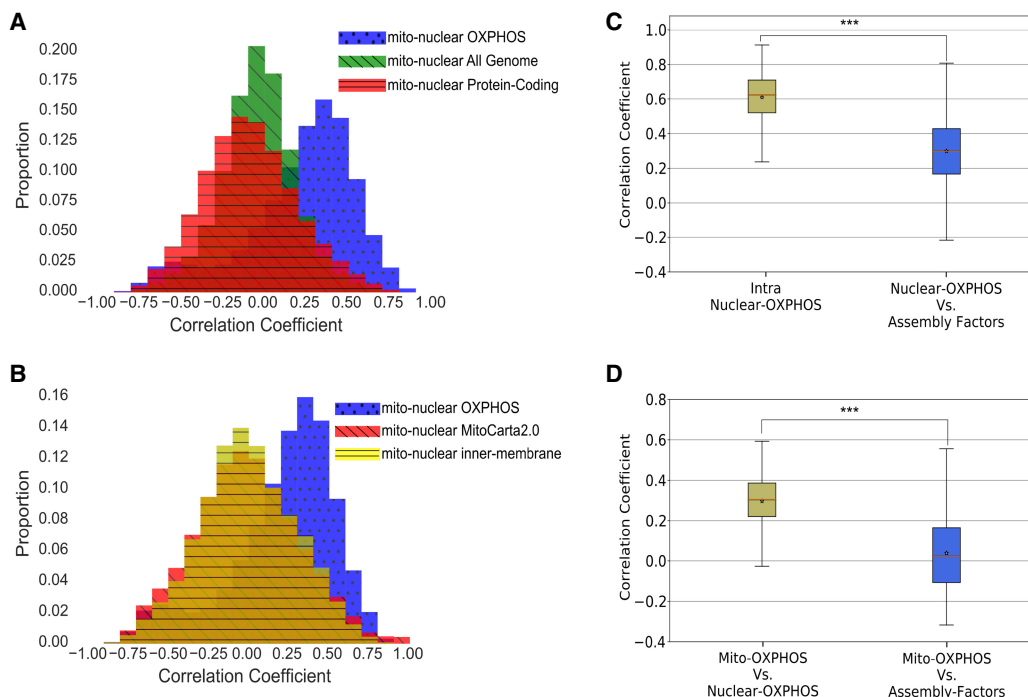 A
0.200
0.175
0.150
0.125
0.100
0.075
0.050
0.025
0.000
Proportion
mito-nuclear OXPHOS
mito-nuclear All Genome
mito-nuclear Protein-Coding
−1.00 −0.75 −0.50 −0.25 0.00 0.25 0.50 0.75 1.00
Correlation Coefficient
B
0.16
0.14
0.12
0.10
0.08
0.06
0.04
0.02
0.00
Proportion
mito-nuclear OXPHOS
mito-nuclear MitoCarta2.0
mito-nuclear inner-membrane
−1.00 −0.75 −0.50 −0.25 0.00 0.25 0.50 0.75 1.00
Correlation Coefficient
C
***
1.0
0.8
0.6
0.4
0.2
0.0
−0.2
−0.4
Correlation Coefficient
Intra
Nuclear-OXPHOS
Nuclear-OXPHOS
Vs.
Assembly Factors
D
***
0.8
0.6
0.4
0.2
0.0
−0.2
−0.4
Correlation Coefficient
Mito-OXPHOS
Vs.
Nuclear-OXPHOS
Mito-OXPHOS
Vs.
Assembly-Factors